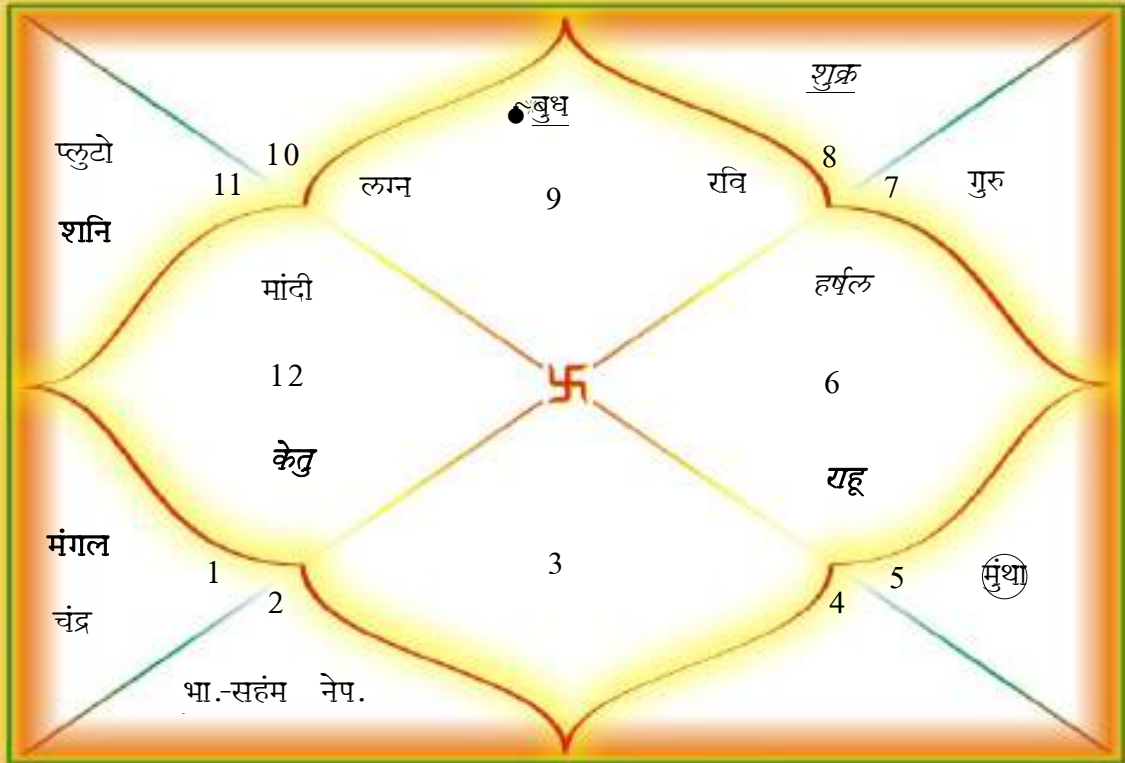 शुक्र
बुध
प्लुटो
10
8
11
लग्न
9
रवि
7
गुरु
शनि
मांदी
हर्षल
12
6
केतु
राहू
मंगल
1
3
5
मुंथा
2
4
चंद्र
भा.-सहंम नेप.